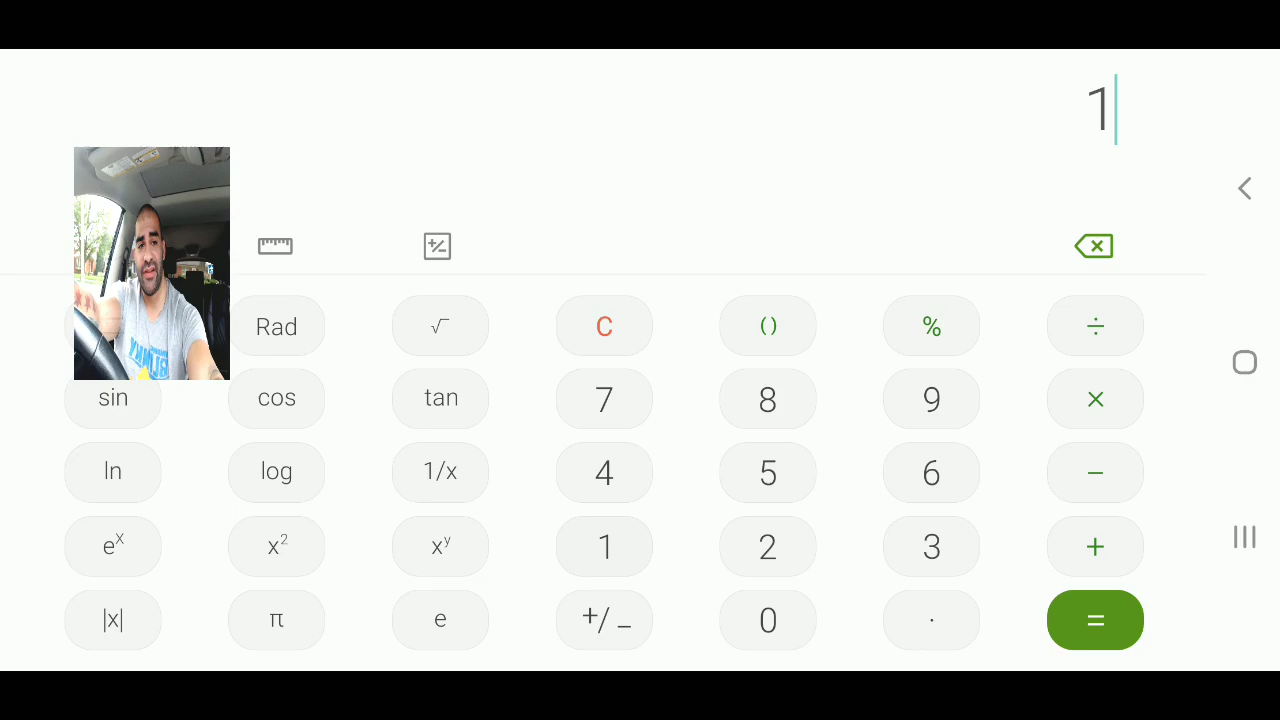 1
Rad
√
C
()
%
÷
sin
cos
tan
7
8
9
×
ln
log
1/x
4
5
6
−
eˣ
x²
xʸ
1
2
3
+
|x|
π
e
+/−
0
.
=